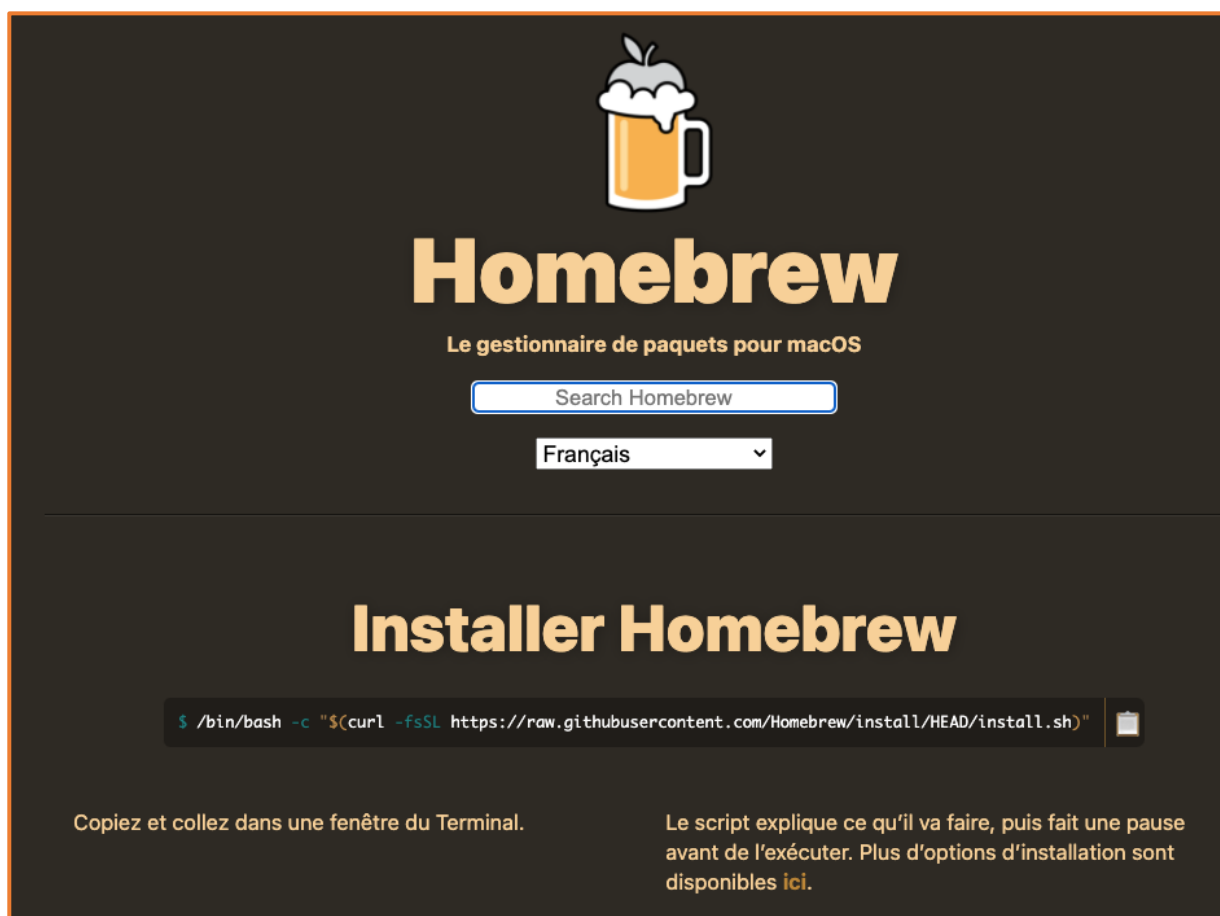 Homebrew
Le gestionnaire de paquets pour macOS
Search Homebrew
Français
Installer Homebrew
$ /bin/bash -c "$(curl -fsSL https://raw.githubusercontent.com/Homebrew/install/HEAD/install.sh)"
Copiez et collez dans une fenêtre du Terminal.
Le script explique ce qu’il va faire, puis fait une pause
avant de l’exécuter. Plus d’options d’installation sont
disponibles ici.